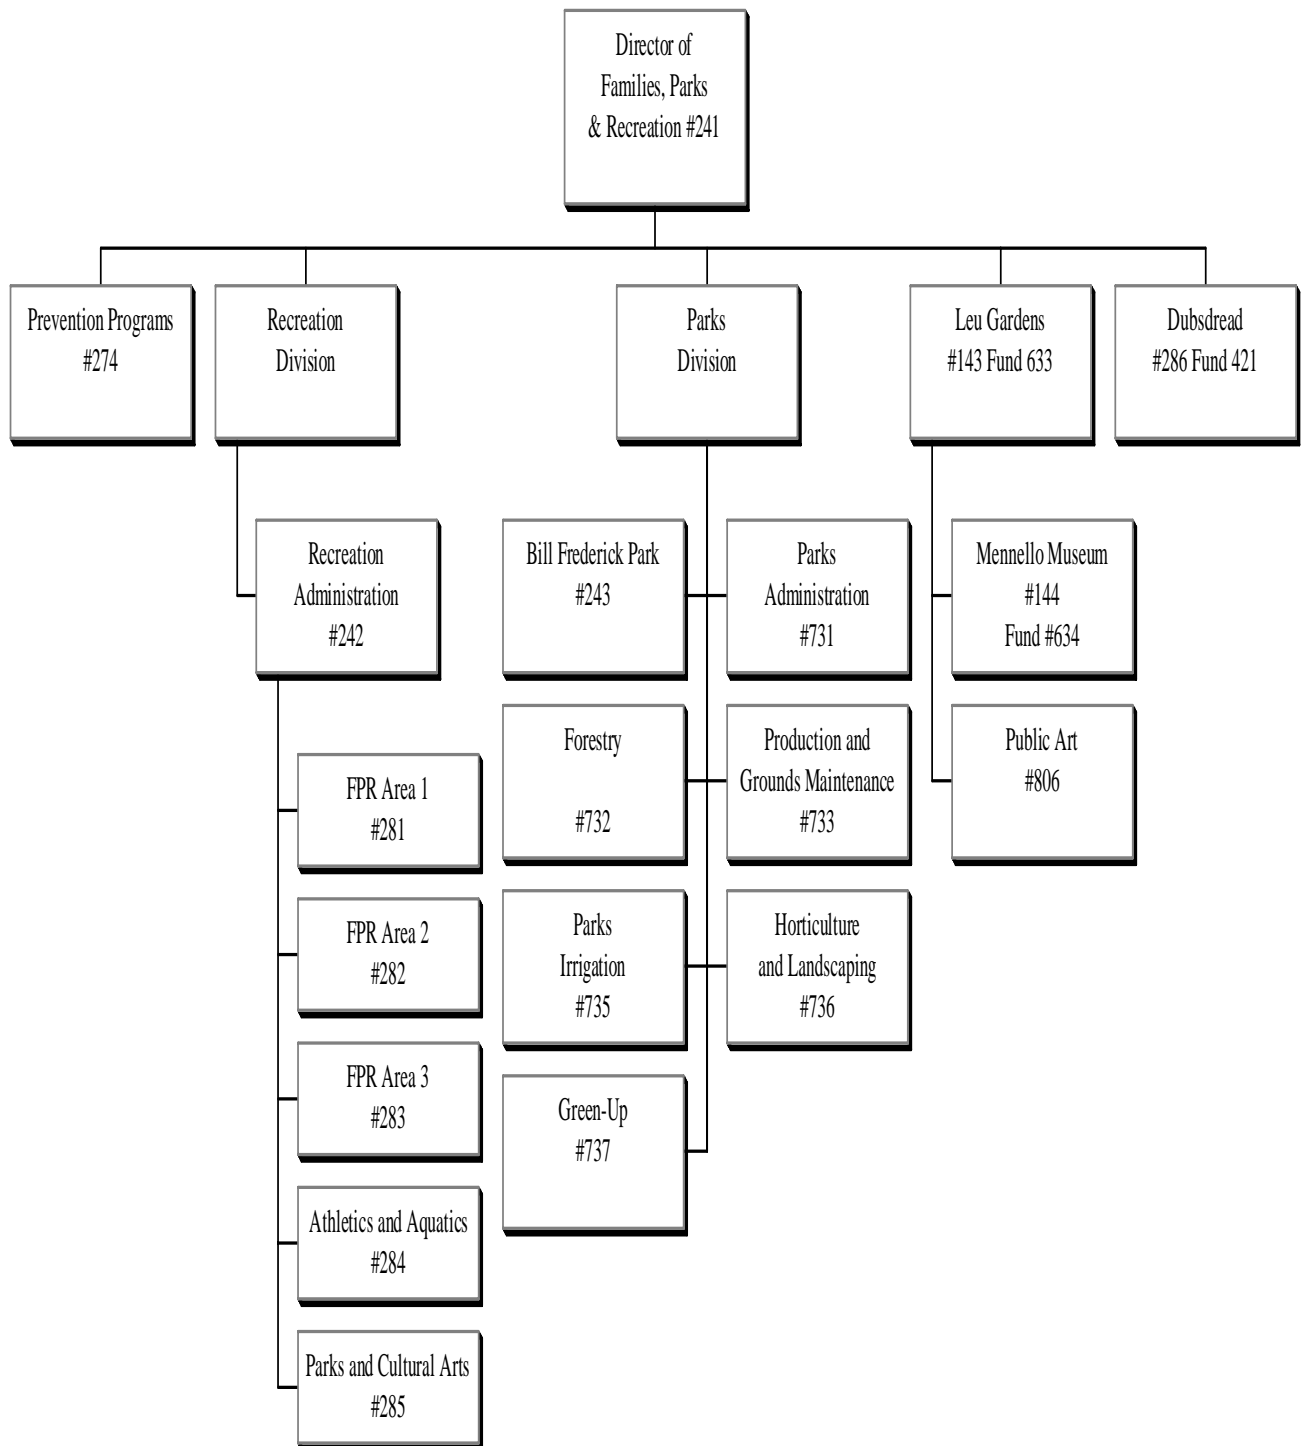 Director of
Families, Parks
& Recreation #241
Prevention Programs
#274
Recreation
Division
Parks
Division
Leu Gardens
#143 Fund 633
Dubsdread
#286 Fund 421
Recreation
Administration
#242
Bill Frederick Park
#243
Parks
Administration
#731
Mennello Museum
#144
Fund #634
Forestry
#732
Production and
Grounds Maintenance
#733
Public Art
#806
FPR Area 1
#281
Parks
Irrigation
#735
Horticulture
and Landscaping
#736
FPR Area 2
#282
FPR Area 3
#283
Green-Up
#737
Athletics and Aquatics
#284
Parks and Cultural Arts
#285